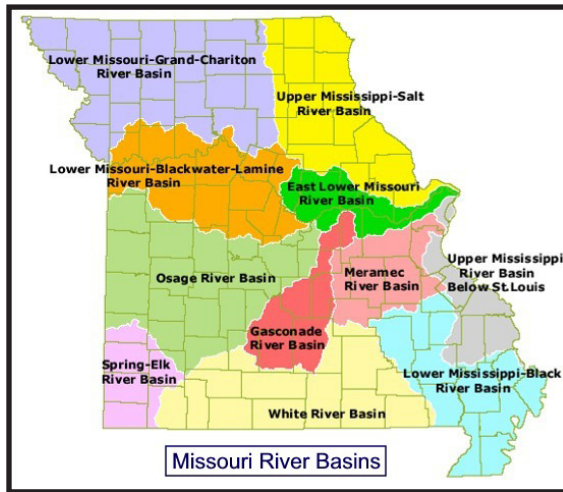 Lower Missouri-Grand-Chariton
River Basin
Upper Mississippi-Salt
River Basin
Lower Missouri-Blackwater-Lamine
River Basin
East Lower Missouri
River Basin
Osage River Basin
Meramec
River Basin
Upper Mississippi
River Basin
Below St.Louis
Gasconade
River Basin
Spring-Elk
River Basin
Lower Mississippi-Black
River Basin
White River Basin
Missouri River Basins